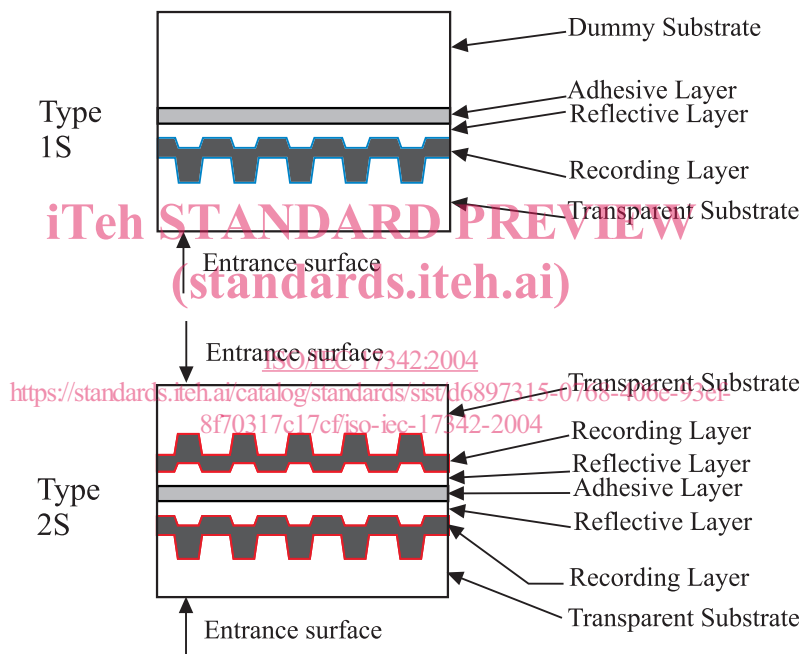 Dummy Substrate
Adhesive Layer
Type
1S
Reflective Layer
Recording Layer
Transparent Substrate
iTeh STANDARD PREVIEW
Entrance surface
(standards.iteh.ai)
Entrance surface
ISO/IEC 17342:2004
Transparent Substrate
https://standards.iteh.ai/catalog/standards/sist/d6897315-0768-406e-93ef-
8f70317c17cf/iso-iec-17342-2004
Recording Layer
Reflective Layer
Type
2S
Adhesive Layer
Reflective Layer
Recording Layer
Transparent Substrate
Entrance surface